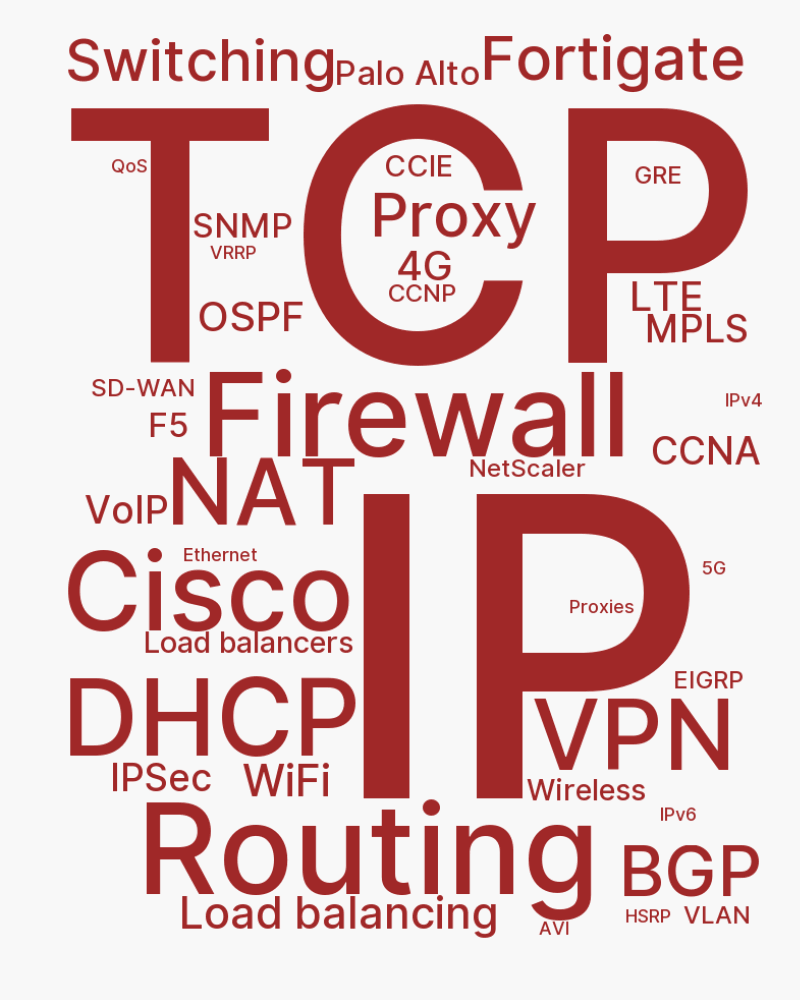 Switching
Palo Alto
Fortigate
TCP
QoS
CCIE
GRE
SNMP
Proxy
VRRP
4G
CCNP
OSPF
LTE
MPLS
SD-WAN
Firewall
IPv4
F5
CCNA
NAT
NetScaler
VoIP
IP
Ethernet
5G
Cisco
Proxies
Load balancers
EIGRP
DHCP
VPN
IPSec
WiFi
Wireless
IPv6
Routing
BGP
Load balancing
HSRP
VLAN
AVI